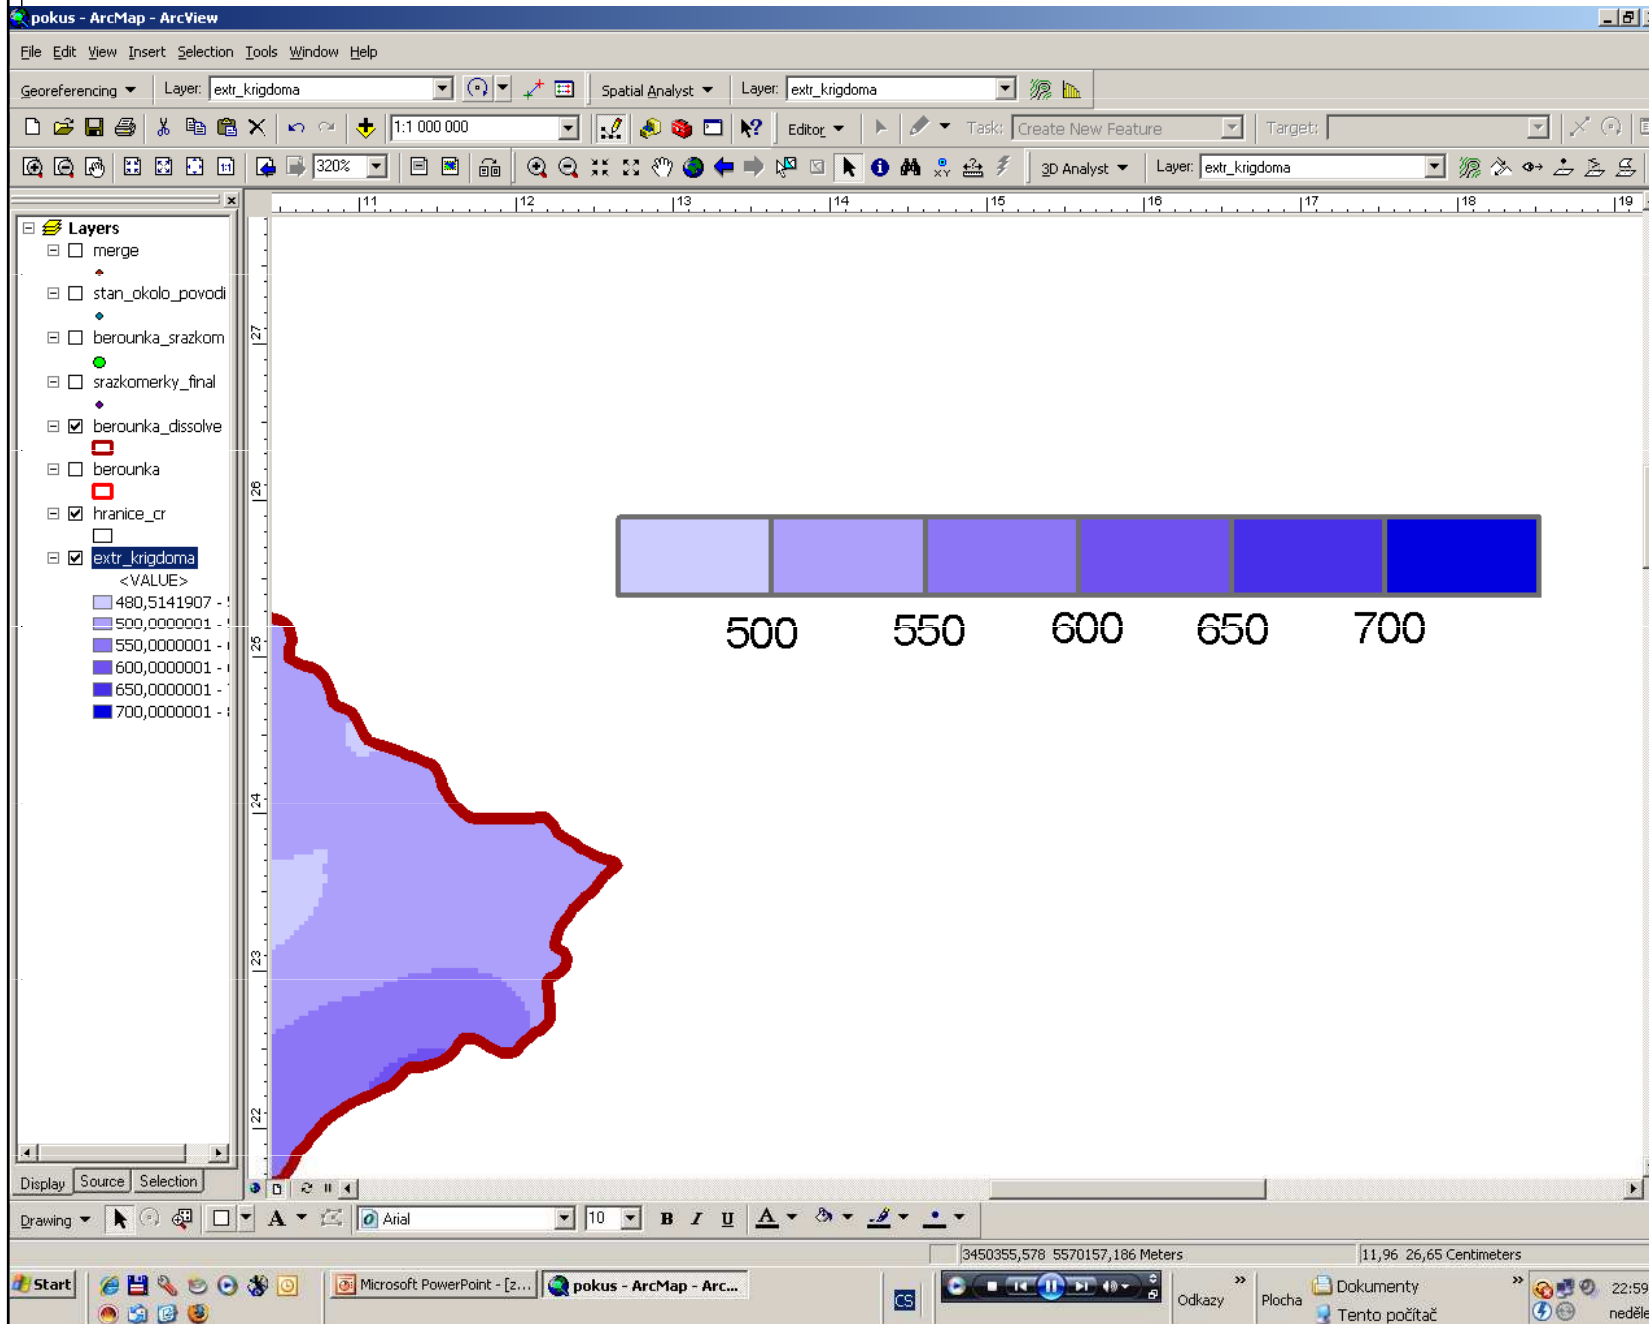 pokus - ArcMap - ArcView
File Edit View Insert Selection Tools Window Help
Georeferencing Layer: extr_krigdoma Spatial Analyst Layer: extr_krigdoma
1:1 000 000 Editor Task: Create New Feature Target:
1:1 320% 3D Analyst Layer: extr_krigdoma
11 12 13 14 15 16 17 18 19
Layers
merge
stan_okolo_povodi
berounka_srazkom
srazkomerky_final
berounka_dissolve
berounka
hranice_cr
extr_krigdoma
<VALUE>
480,5141907 -
500,0000001 -
550,0000001 -
600,0000001 -
650,0000001 -
700,0000001 -
27
26
25
24
23
22
500 550 600 650 700
Display Source Selection
Drawing A Arial 10 B I U A
3450355,578 5570157,186 Meters 11,96 26,65 Centimeters
Start Microsoft PowerPoint - [z... pokus - ArcMap - Arc... CS Odkazy Plocha Dokumenty 22:59
Tento počítač neděle